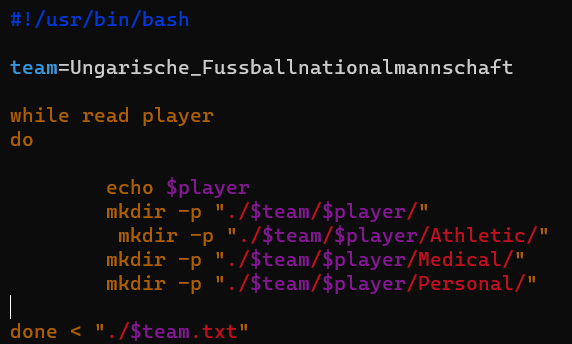 #!/usr/bin/bash
team=Ungarische_Fussballnationalmannschaft
while read player
do
echo $player
mkdir -p "./$team/$player/"
mkdir -p "./$team/$player/Athletic/"
mkdir -p "./$team/$player/Medical/"
mkdir -p "./$team/$player/Personal/"
done < "./$team.txt"